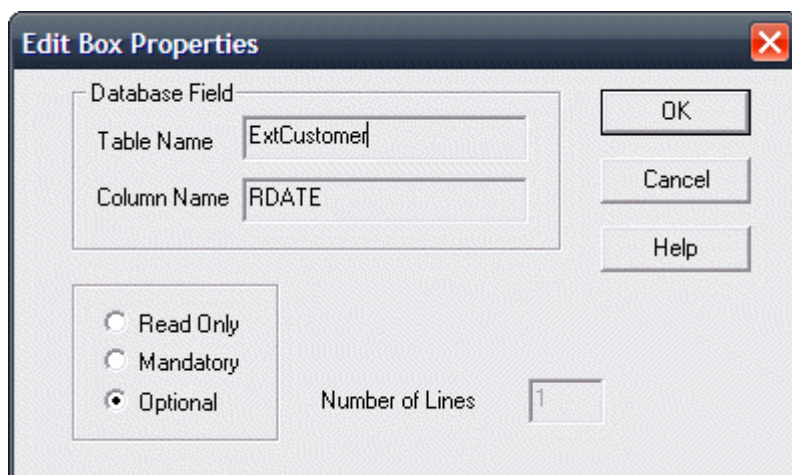 Edit Box Properties
Database Field
Table Name ExtCustomer
Column Name RDATE
OK
Cancel
Help
Read Only
Mandatory
Optional
Number of Lines 1